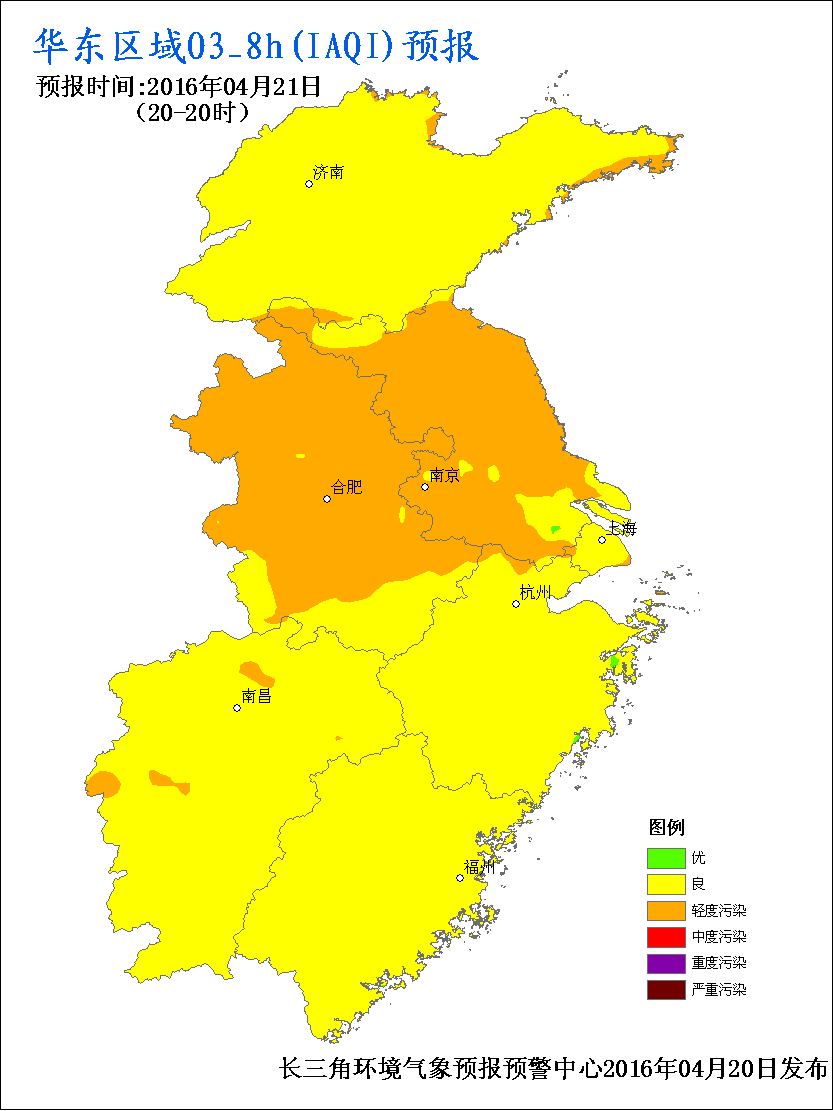 华东区域O3_8h(IAQI)预报
预报时间:2016年04月21日
(20-20时)
济南
南京
合肥
上海
杭州
南昌
福州
图例
优
良
轻度污染
中度污染
重度污染
严重污染
长三角环境气象预报预警中心2016年04月20日发布